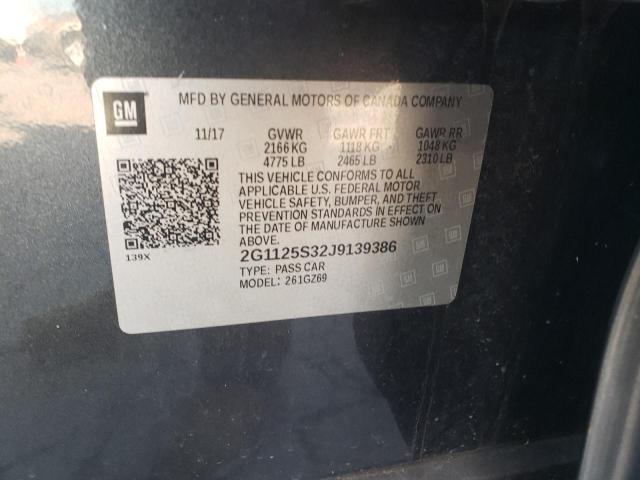 GM
MFD BY GENERAL MOTORS OF CANADA COMPANY
11/17 GVWR GAWR FRT GAWR RR
2166 KG 1118 KG 1048 KG
4775 LB 2465 LB 2310 LB
THIS VEHICLE CONFORMS TO ALL
APPLICABLE U.S. FEDERAL MOTOR
VEHICLE SAFETY, BUMPER, AND THEFT
PREVENTION STANDARDS IN EFFECT ON
THE DATE OF MANUFACTURE SHOWN
ABOVE.
139X
2G1125S32J9139386
TYPE: PASS CAR
MODEL: 261GZ69